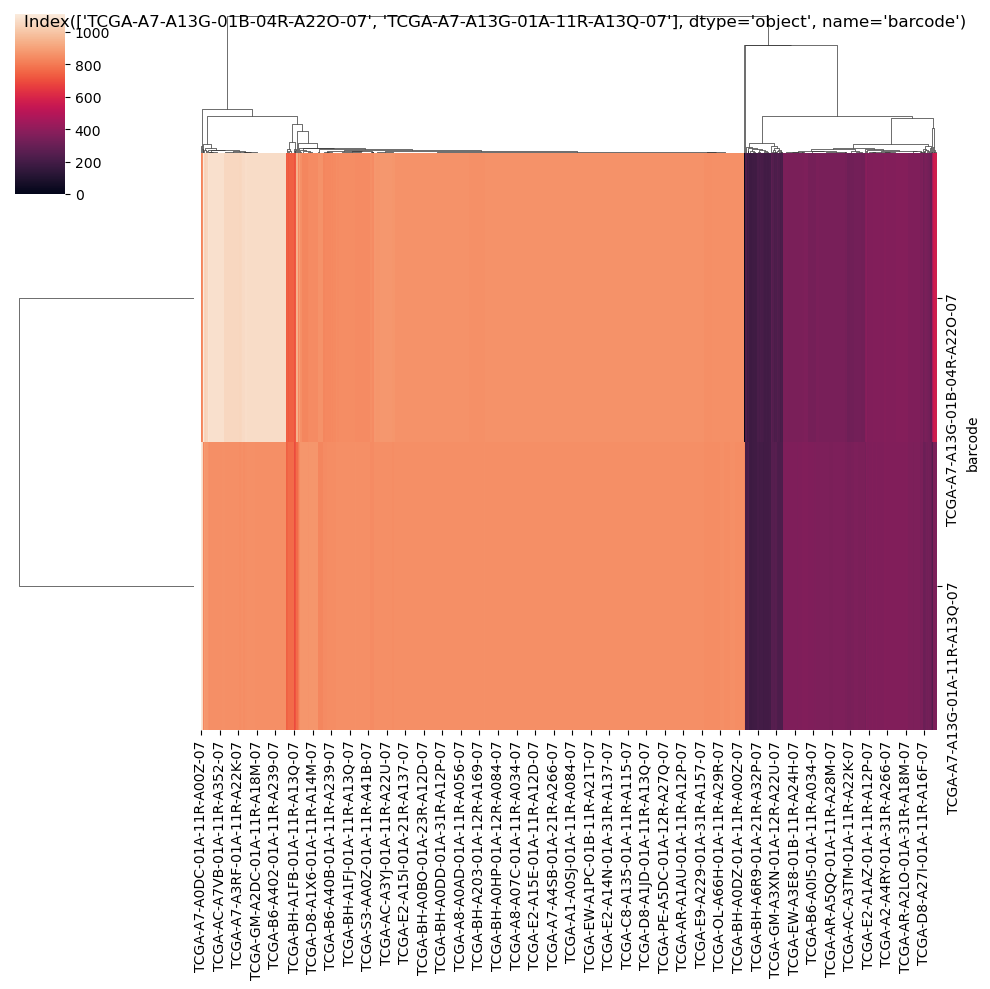 Index(['TCGA-A7-A13G-01B-04R-A22O-07', 'TCGA-A7-A13G-01A-11R-A13Q-07'], dtype='object', name='barcode')
1000
800
600
400
200
0
TCGA-A7-A13G-01B-04R-A22O-07
TCGA-A7-A13G-01A-11R-A13Q-07
barcode
TCGA-A7-A0DC-01A-11R-A00Z-07
TCGA-AC-A7VB-01A-11R-A352-07
TCGA-A7-A3RF-01A-11R-A22K-07
TCGA-GM-A2DC-01A-11R-A18M-07
TCGA-B6-A402-01A-11R-A239-07
TCGA-BH-A1FB-01A-11R-A13Q-07
TCGA-D8-A1X6-01A-11R-A14M-07
TCGA-B6-A40B-01A-11R-A239-07
TCGA-BH-A1FJ-01A-11R-A13Q-07
TCGA-S3-AA0Z-01A-11R-A41B-07
TCGA-AC-A3YJ-01A-11R-A22U-07
TCGA-E2-A15I-01A-21R-A137-07
TCGA-BH-A0BO-01A-23R-A12D-07
TCGA-BH-A0DD-01A-31R-A12P-07
TCGA-A8-A0AD-01A-11R-A056-07
TCGA-BH-A203-01A-12R-A169-07
TCGA-BH-A0HP-01A-12R-A084-07
TCGA-A8-A07C-01A-11R-A034-07
TCGA-E2-A15E-01A-11R-A12D-07
TCGA-A7-A4SB-01A-21R-A266-07
TCGA-A1-A0SJ-01A-11R-A084-07
TCGA-EW-A1PC-01B-11R-A21T-07
TCGA-E2-A14N-01A-31R-A137-07
TCGA-C8-A135-01A-11R-A115-07
TCGA-D8-A1JD-01A-11R-A13Q-07
TCGA-PE-A5DC-01A-12R-A27Q-07
TCGA-AR-A1AU-01A-11R-A12P-07
TCGA-E9-A229-01A-31R-A157-07
TCGA-OL-A66H-01A-11R-A29R-07
TCGA-BH-A0DZ-01A-11R-A00Z-07
TCGA-BH-A6R9-01A-21R-A32P-07
TCGA-GM-A3XN-01A-12R-A22U-07
TCGA-EW-A3E8-01B-11R-A24H-07
TCGA-B6-A0I5-01A-11R-A034-07
TCGA-AR-A5QQ-01A-11R-A28M-07
TCGA-AC-A3TM-01A-11R-A22K-07
TCGA-E2-A1AZ-01A-11R-A12P-07
TCGA-A2-A4RY-01A-31R-A266-07
TCGA-AR-A2LO-01A-31R-A18M-07
TCGA-D8-A27I-01A-11R-A16F-07